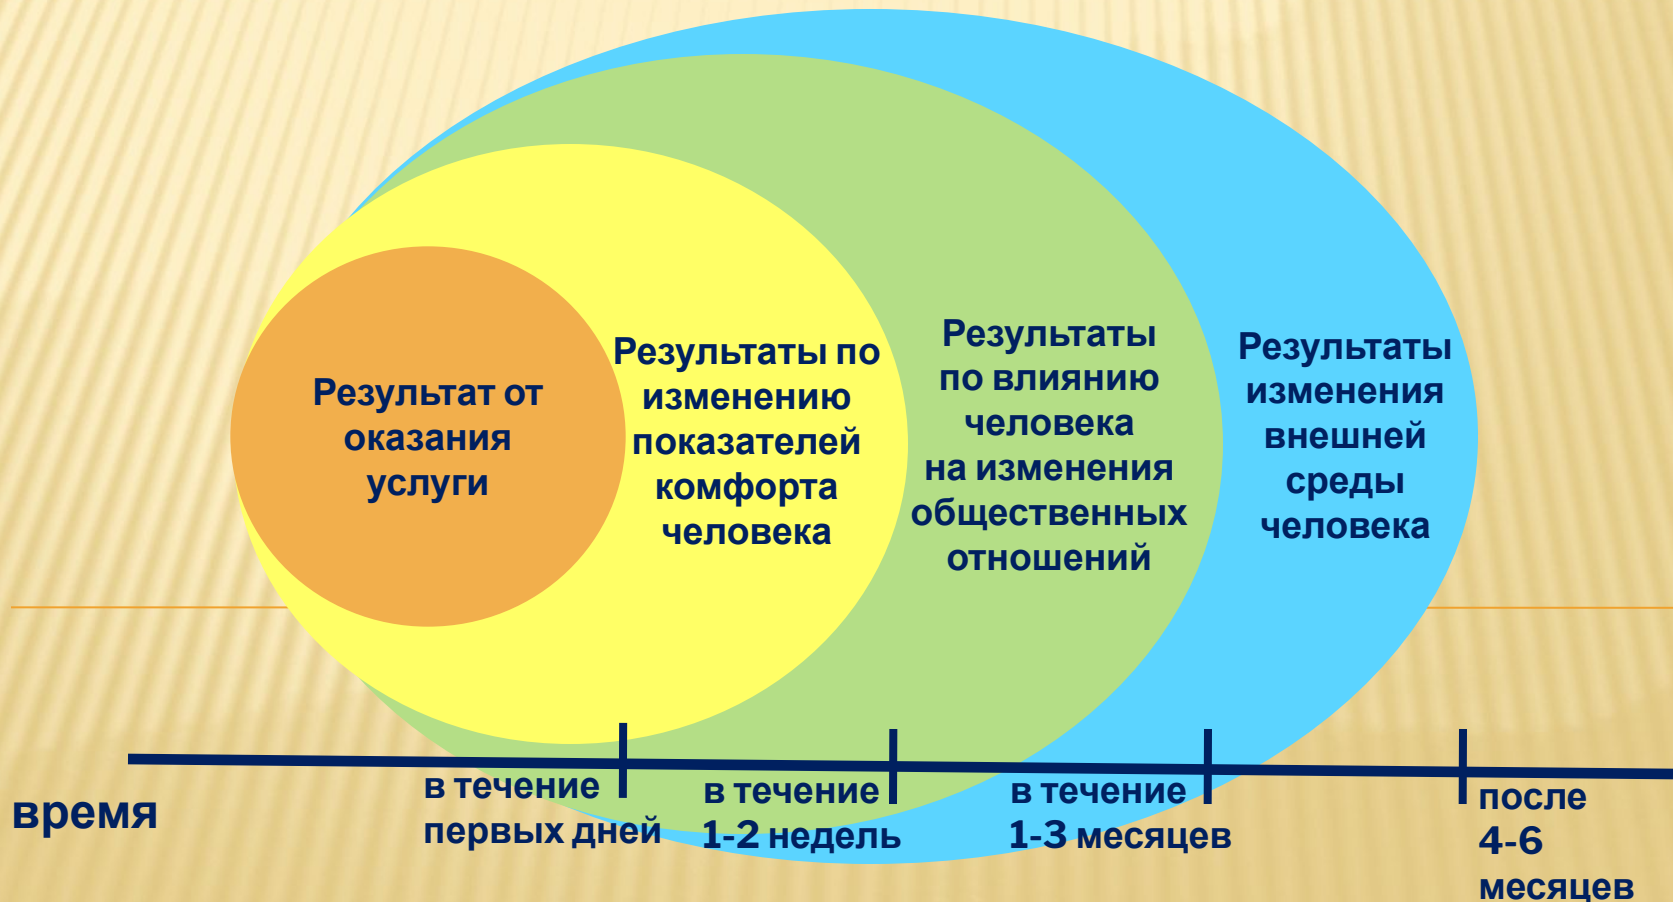 Результат от
оказания
услуги
Результаты по
изменению
показателей
комфорта
человека
Результаты
по влиянию
человека
на изменения
общественных
отношений
Результаты
изменения
внешней
среды
человека
время
в течение
первых дней
в течение
1-2 недель
в течение
1-3 месяцев
после
4-6
месяцев